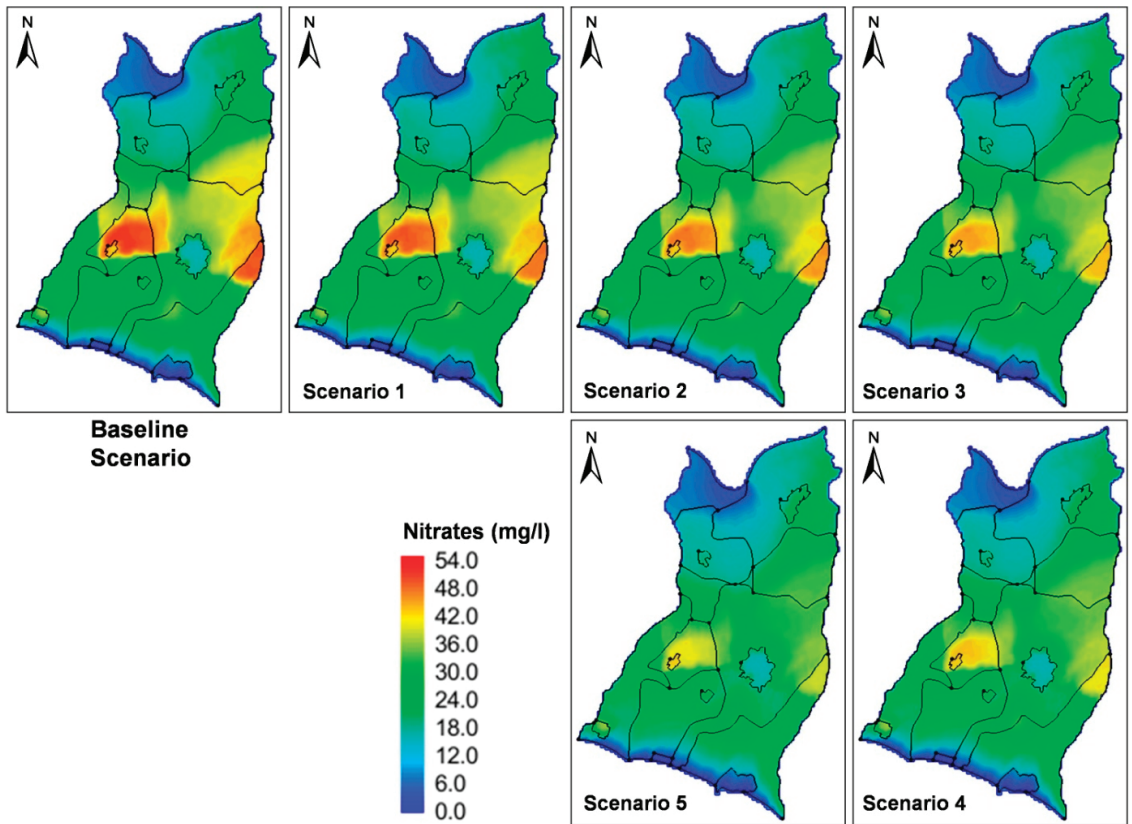 N
N
N
N
Scenario 1
Scenario 2
Scenario 3
Baseline
Scenario
N
N
Nitrates (mg/l)
54.0
48.0
42.0
36.0
30.0
24.0
18.0
12.0
6.0
0.0
Scenario 5
Scenario 4